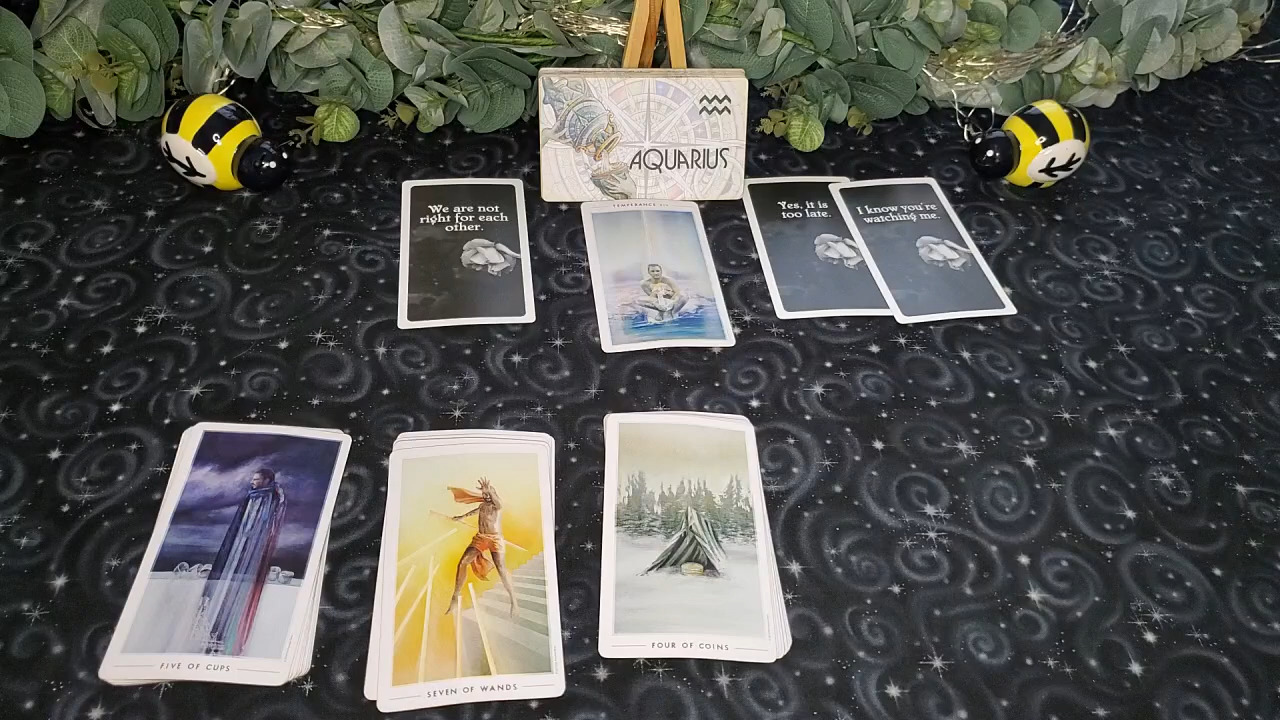 AQUARIUS
We are not
right for each
other.
TEMPERANCE
Yes, it is
too late.
I know you're
watching me.
FIVE OF CUPS
SEVEN OF WANDS
FOUR OF COINS